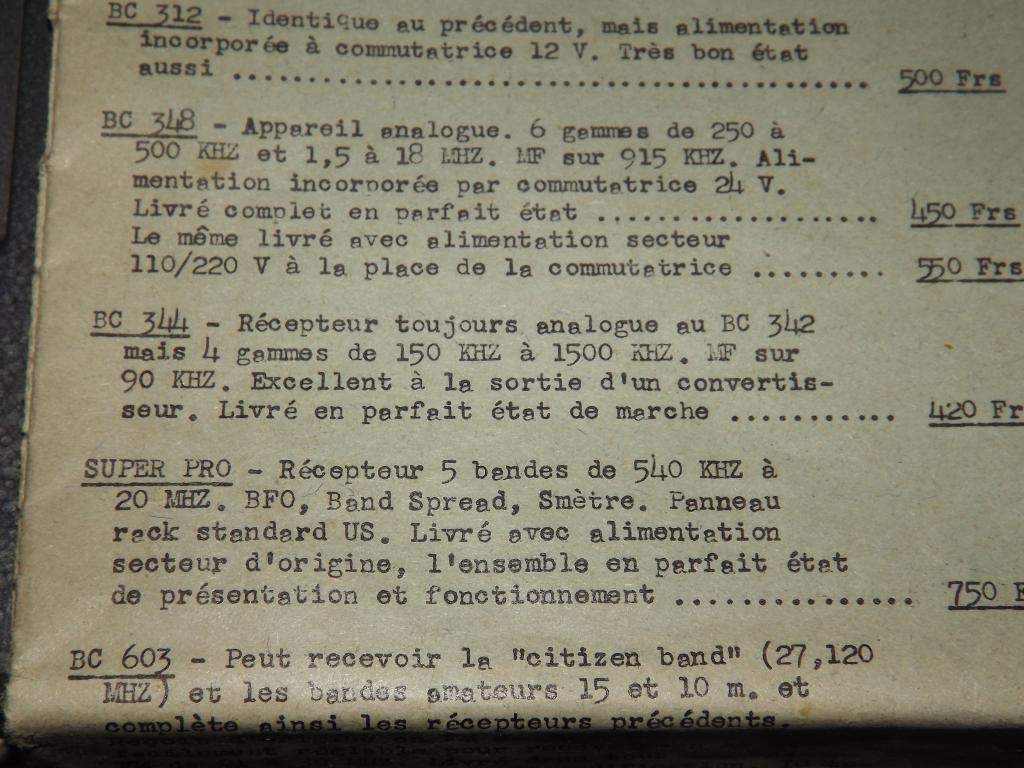 BC 312 - Identique au précédent, mais alimentation
incorporée à commutatrice 12 V. Très bon état
aussi ........................................ 500 Frs
BC 348 - Appareil analogue. 6 gammes de 250 à
500 KHZ et 1,5 à 18 MHZ. MF sur 915 KHZ. Ali-
mentation incorporée par commutatrice 24 V.
Livré complet en parfait état ................... 450 Frs
Le même livré avec alimentation secteur
110/220 V à la place de la commutatrice ......... 550 Frs
BC 344 - Récepteur toujours analogue au BC 342
mais 4 gammes de 150 KHZ à 1500 KHZ. MF sur
90 KHZ. Excellent à la sortie d'un convertis-
seur. Livré en parfait état de marche ........... 420 Fr
SUPER PRO - Récepteur 5 bandes de 540 KHZ à
20 MHZ. BFO, Band Spread, Smètre. Panneau
rack standard US. Livré avec alimentation
secteur d'origine, l'ensemble en parfait état
de présentation et fonctionnement ................ 750 F
BC 603 - Peut recevoir la "citizen band" (27,120
MHZ) et les bandes amateurs 15 et 10 m. et
complète ainsi les récepteurs précédents.